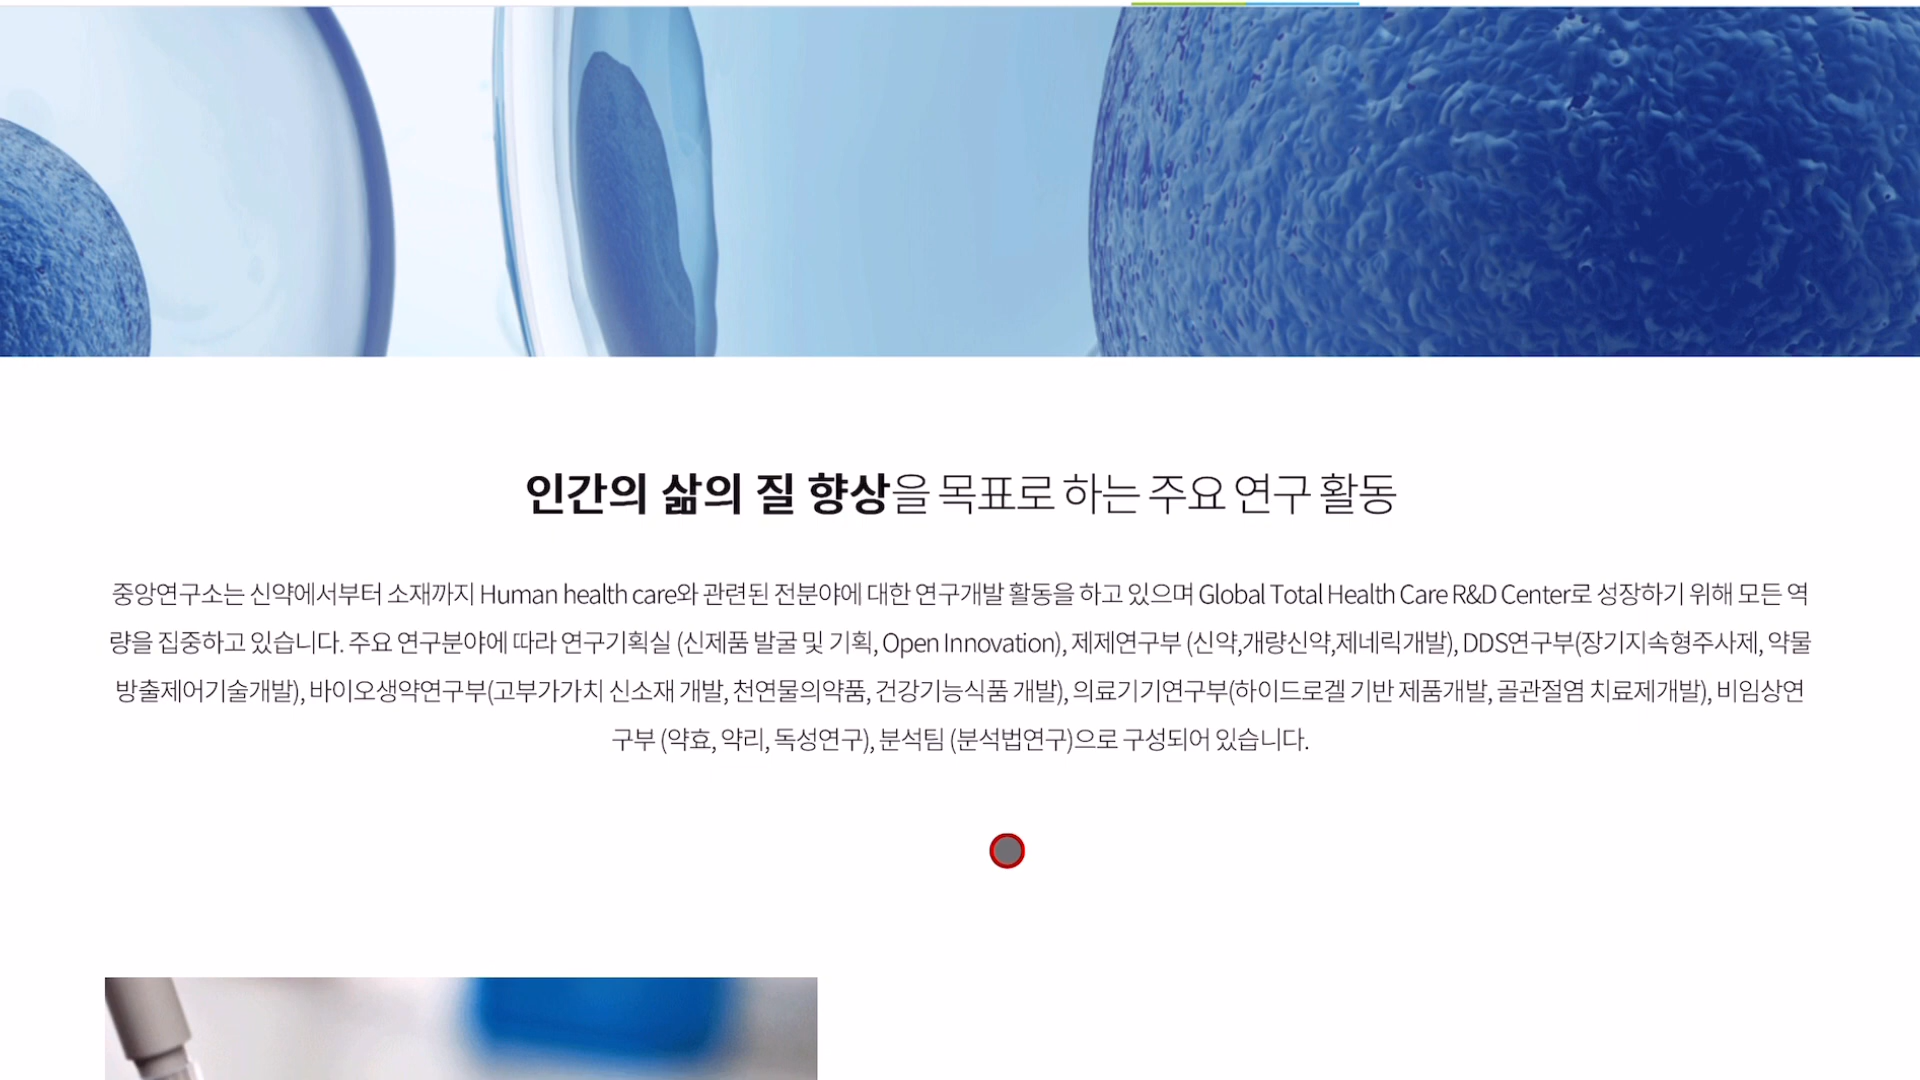 인간의 삶의 질 향상을 목표로 하는 주요 연구 활동
중앙연구소는 신약에서부터 소재까지 Human health care와 관련된 전분야에 대한 연구개발 활동을 하고 있으며 Global Total Health Care R&D Center로 성장하기 위해 모든 역
량을 집중하고 있습니다. 주요 연구분야에 따라 연구기획실 (신제품 발굴 및 기획, Open Innovation), 제제연구부 (신약,개량신약,제네릭개발), DDS연구부(장기지속형주사제, 약물
방출제어기술개발), 바이오생약연구부(고부가가치 신소재 개발, 천연물의약품, 건강기능식품 개발), 의료기기연구부(하이드로겔 기반 제품개발, 골관절염 치료제개발), 비임상연
구부 (약효, 약리, 독성연구), 분석팀 (분석법연구)으로 구성되어 있습니다.